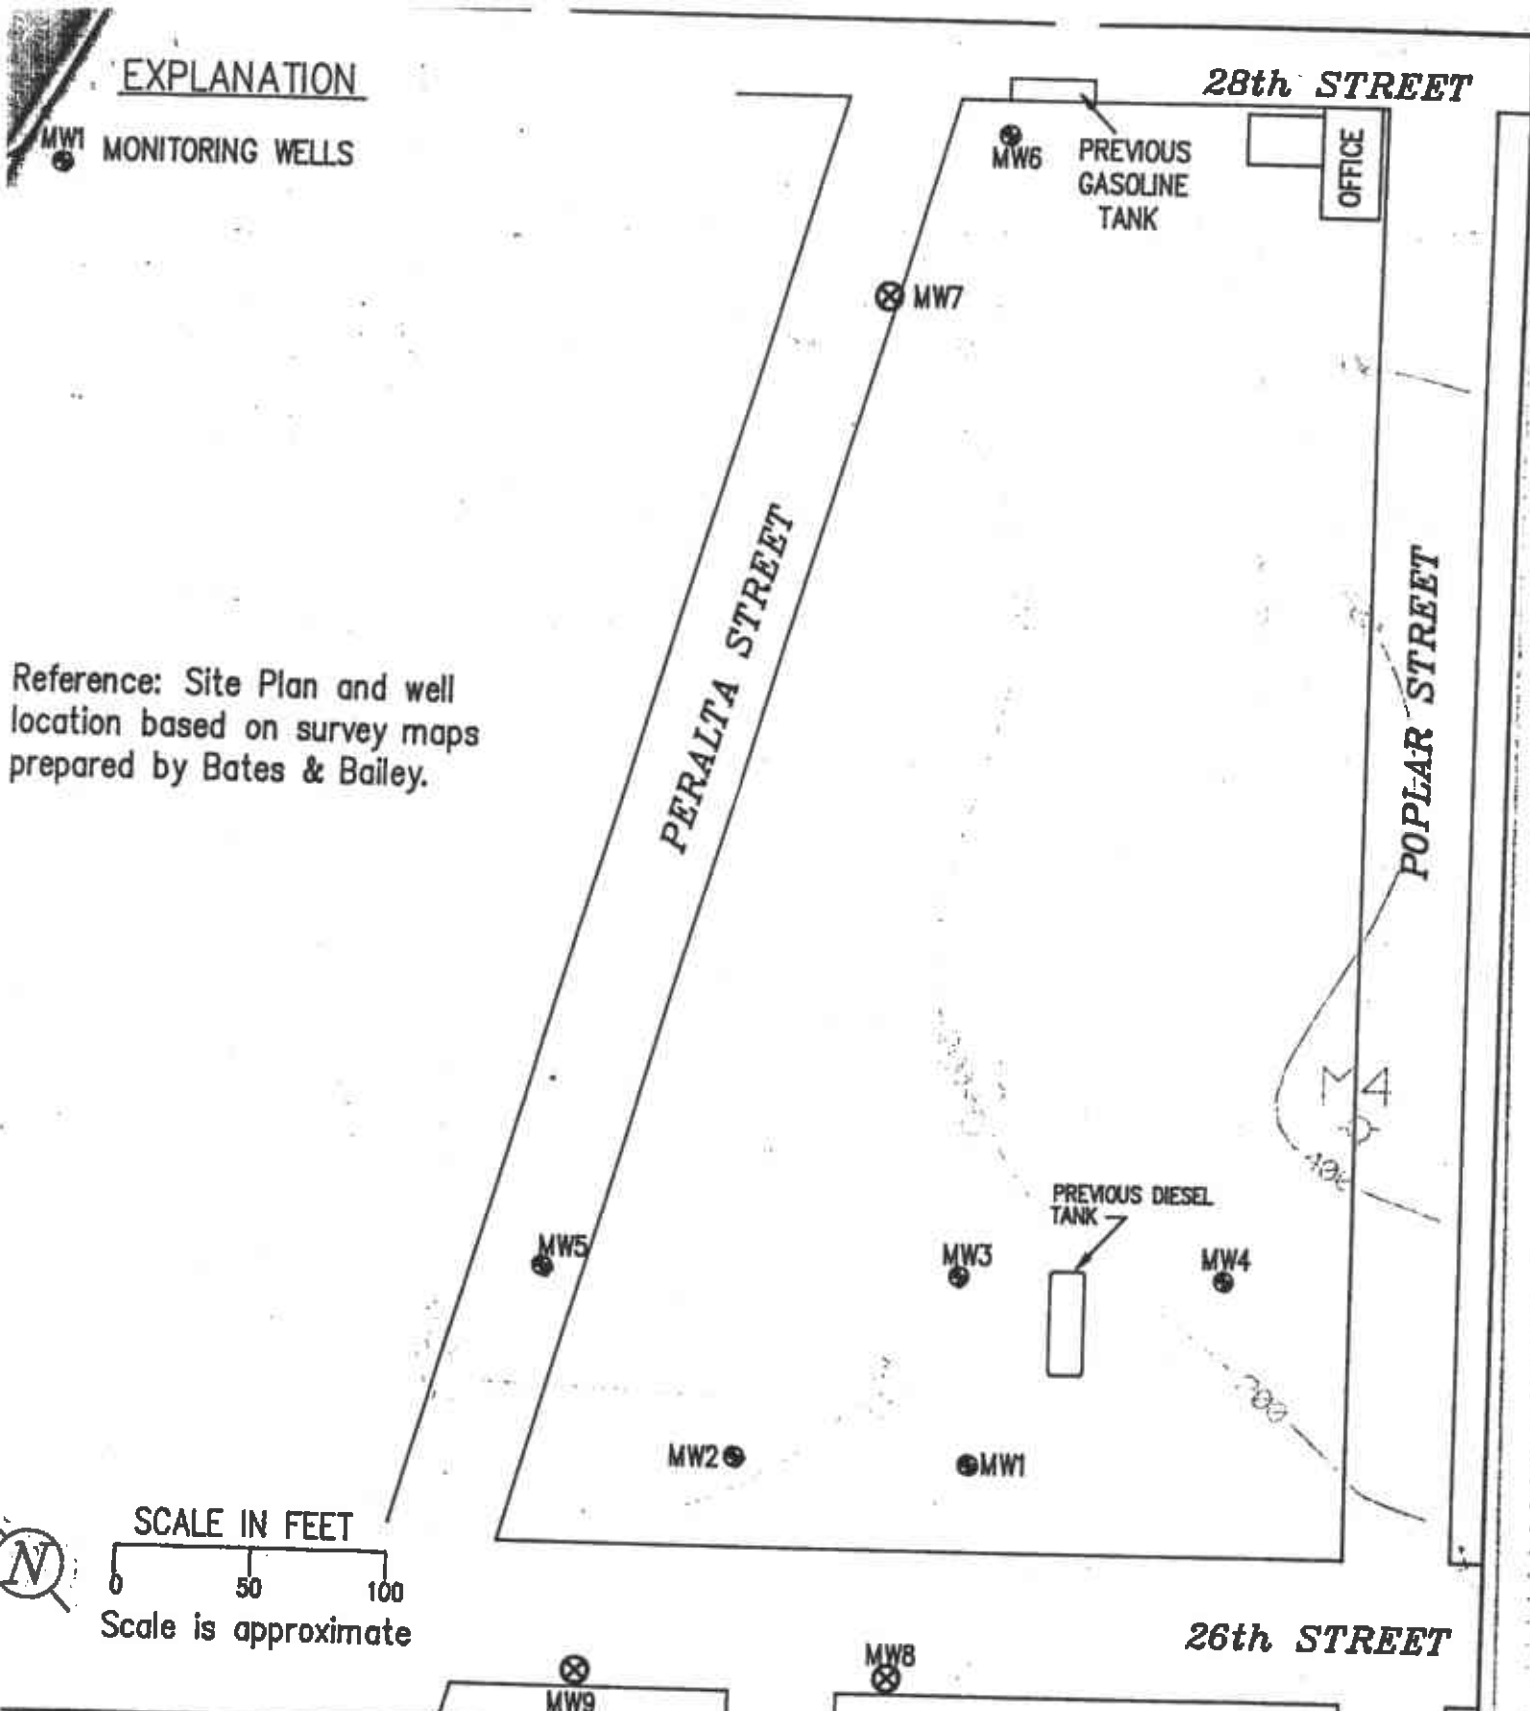 EXPLANATION
MW1 MONITORING WELLS
28th STREET
MW6
PREVIOUS
GASOLINE
TANK
OFFICE
MW7
PERALTA STREET
POPLAR STREET
Reference: Site Plan and well
location based on survey maps
prepared by Bates & Bailey.
M4
PREVIOUS DIESEL
TANK
MW5
MW3
MW4
MW2
MW1
SCALE IN FEET
0 50 100
Scale is approximate
N
26th STREET
MW8
MW9